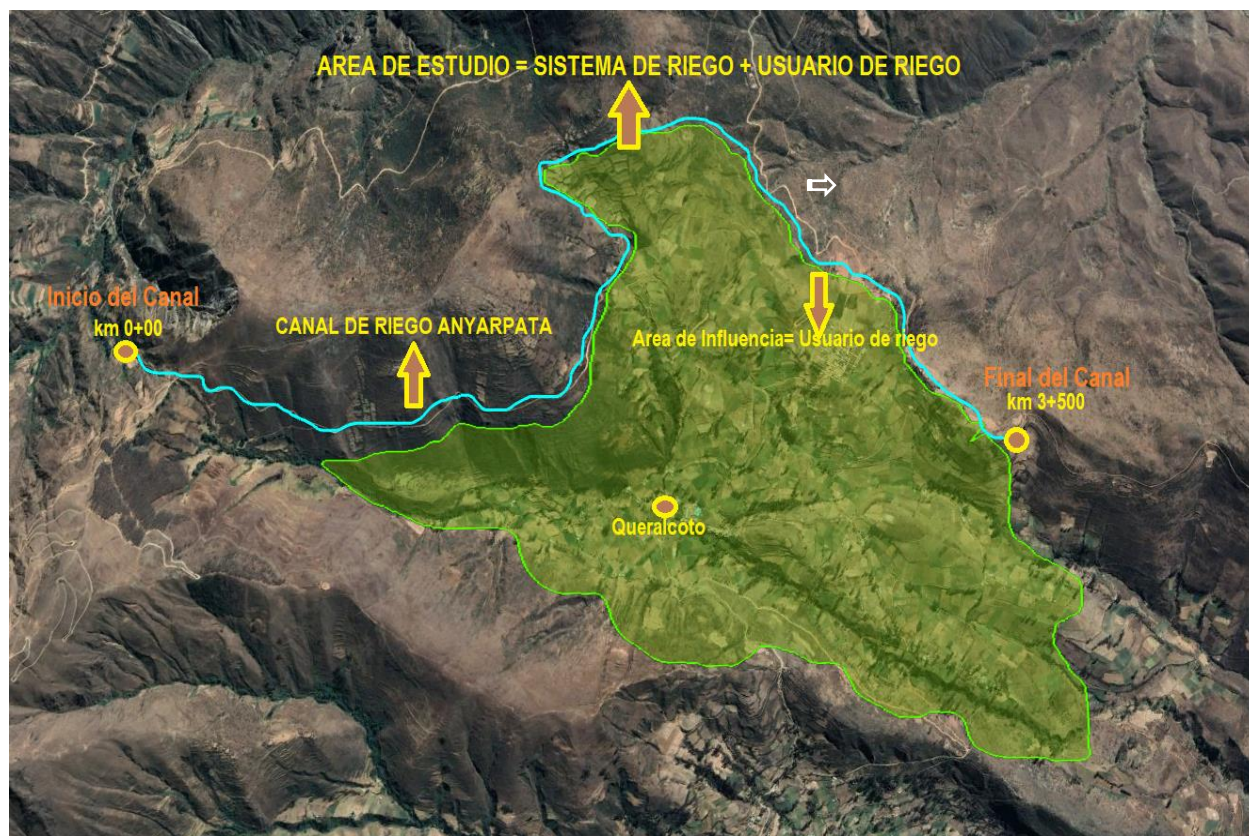 AREA DE ESTUDIO = SISTEMA DE RIEGO + USUARIO DE RIEGO
Inicio del Canal
km 0+00
CANAL DE RIEGO ANYARPATA
Area de Influencia= Usuario de riego
Final del Canal
km 3+500
Queralcoto